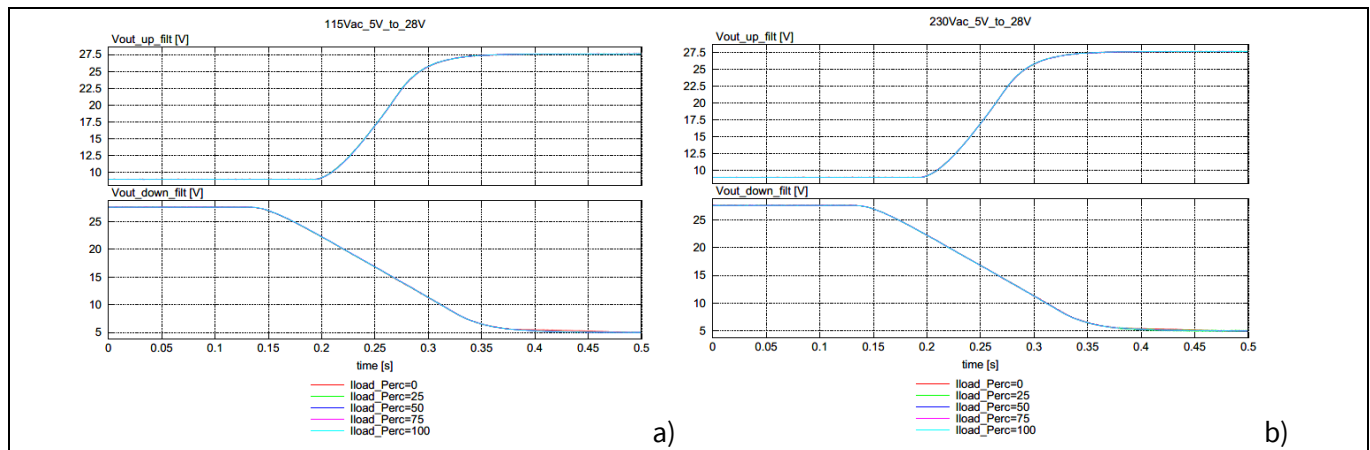 115Vac_5V_to_28V
Vout_up_filt [V]
27.5
25
22.5
20
17.5
15
12.5
10
Vout_down_filt [V]
25
20
15
10
5
0 0.05 0.1 0.15 0.2 0.25 0.3 0.35 0.4 0.45 0.5
time [s]
Iload_Perc=0
Iload_Perc=25
Iload_Perc=50
Iload_Perc=75
Iload_Perc=100
a)
230Vac_5V_to_28V
Vout_up_filt [V]
27.5
25
22.5
20
17.5
15
12.5
10
Vout_down_filt [V]
25
20
15
10
5
0 0.05 0.1 0.15 0.2 0.25 0.3 0.35 0.4 0.45 0.5
time [s]
Iload_Perc=0
Iload_Perc=25
Iload_Perc=50
Iload_Perc=75
Iload_Perc=100
b)